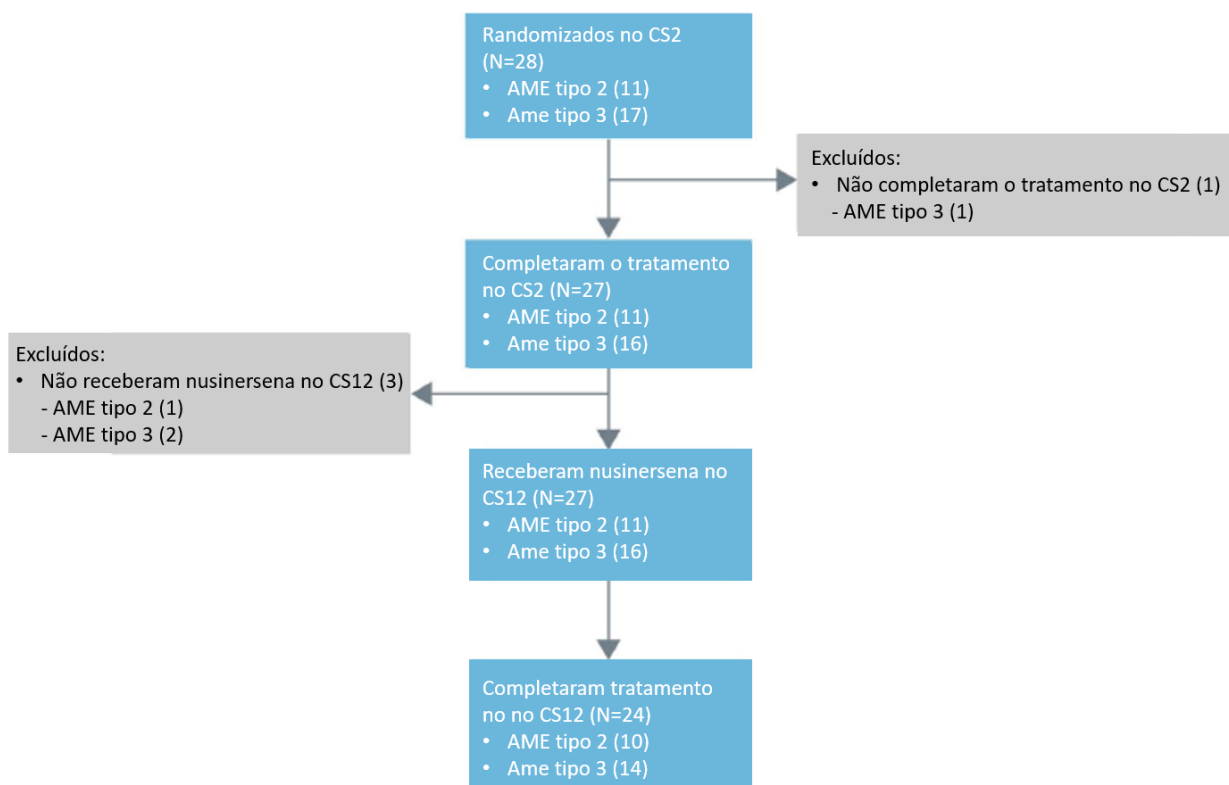 Randomizados no CS2
(N=28)
• AME tipo 2 (11)
• Ame tipo 3 (17)
Excluídos:
• Não completaram o tratamento no CS2 (1)
- AME tipo 3 (1)
Completaram o tratamento
no CS2 (N=27)
• AME tipo 2 (11)
• Ame tipo 3 (16)
Excluídos:
• Não receberam nusinersena no CS12 (3)
- AME tipo 2 (1)
- AME tipo 3 (2)
Receberam nusinersena no
CS12 (N=27)
• AME tipo 2 (11)
• Ame tipo 3 (16)
Completaram tratamento
no no CS12 (N=24)
• AME tipo 2 (10)
• Ame tipo 3 (14)